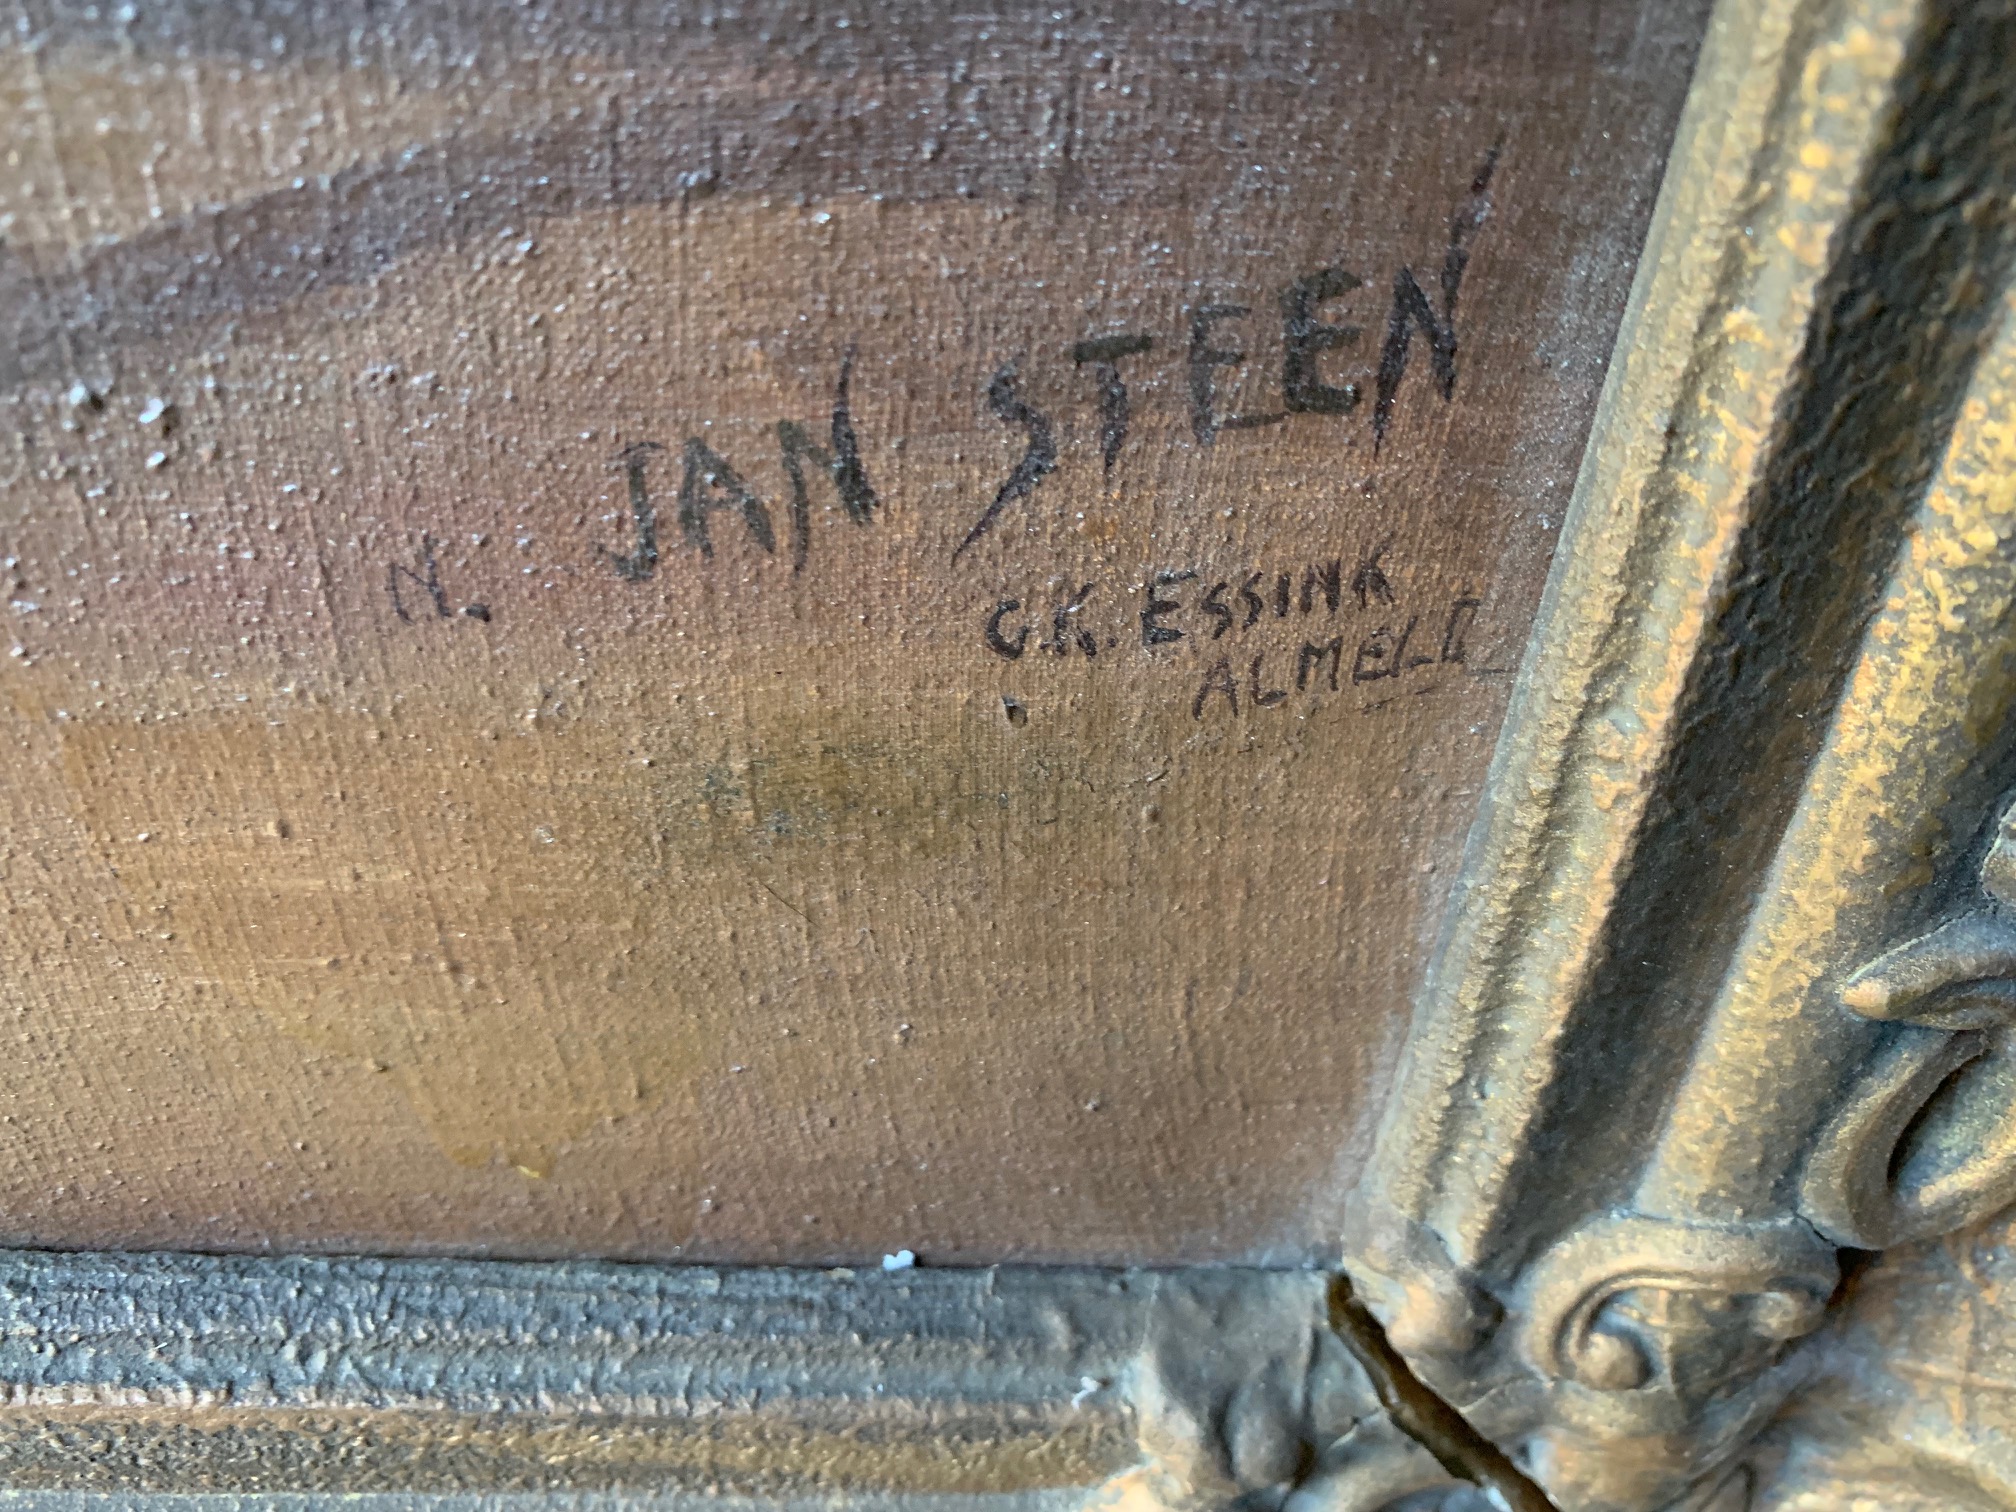 N. JAN STEEN
G.K. ESSINK
ALMELO